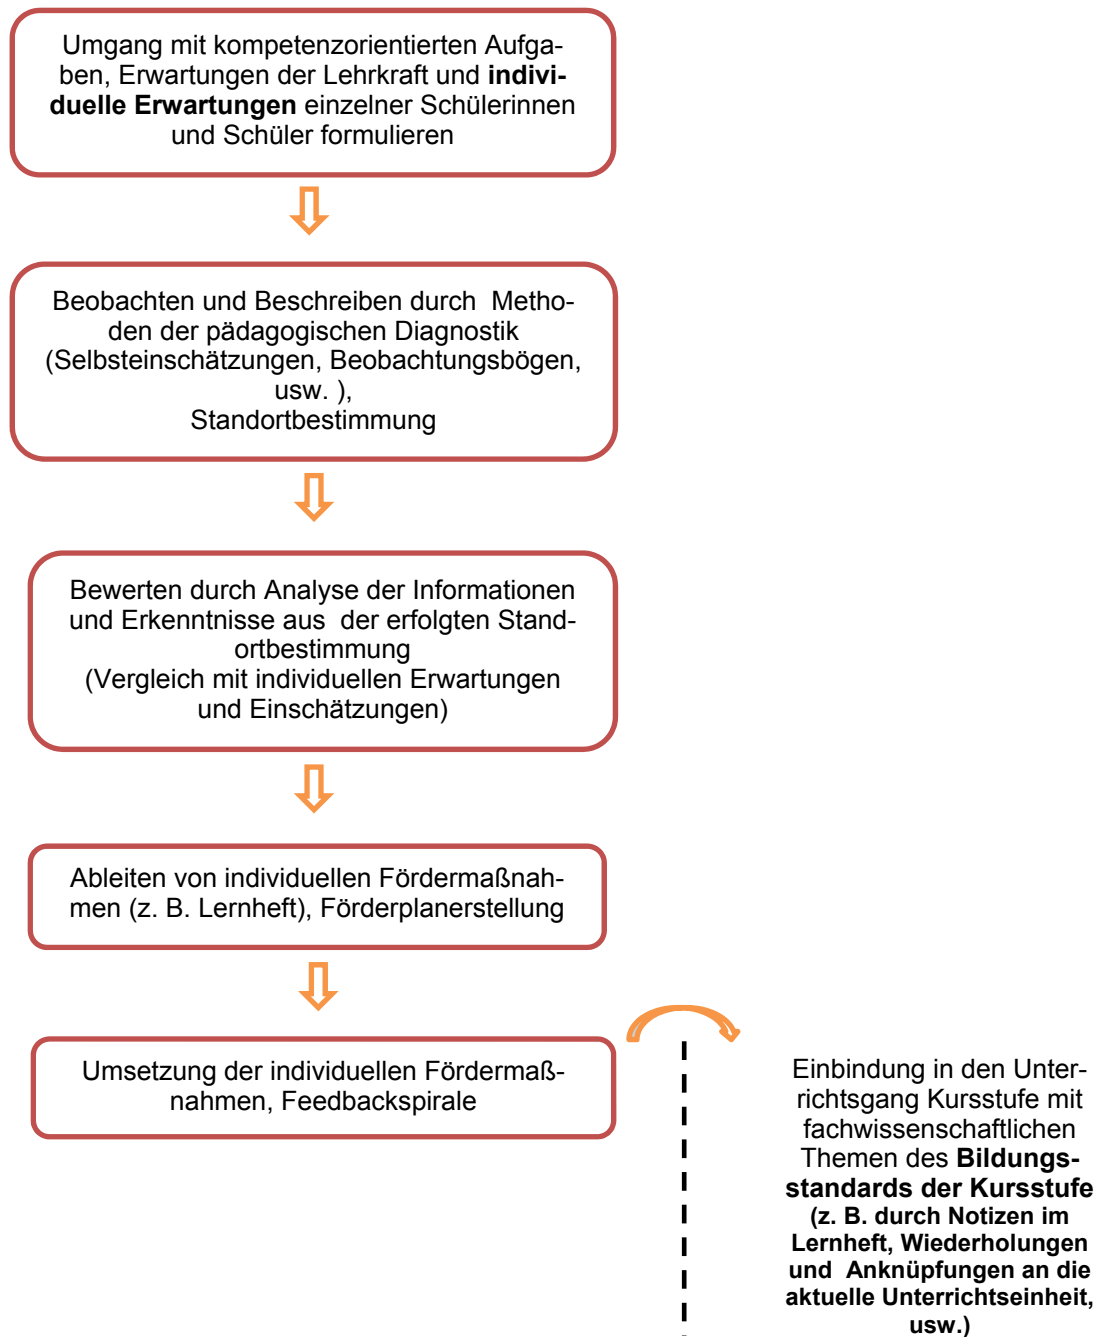 Umgang mit kompetenzorientierten Aufga-
ben, Erwartungen der Lehrkraft und indivi-
duelle Erwartungen einzelner Schülerinnen
und Schüler formulieren
Beobachten und Beschreiben durch  Metho-
den der pädagogischen Diagnostik
(Selbsteinschätzungen, Beobachtungsbögen,
usw. ),
Standortbestimmung
Bewerten durch Analyse der Informationen
und Erkenntnisse aus  der erfolgten Stand-
ortbestimmung
(Vergleich mit individuellen Erwartungen
und Einschätzungen)
Ableiten von individuellen Fördermaßnah-
men (z. B. Lernheft), Förderplanerstellung
Umsetzung der individuellen Fördermaß-
nahmen, Feedbackspirale
Einbindung in den Unter-
richtsgang Kursstufe mit
fachwissenschaftlichen
Themen des Bildungs-
standards der Kursstufe
(z. B. durch Notizen im
Lernheft, Wiederholungen
und  Anknüpfungen an die
aktuelle Unterrichtseinheit,
usw.)